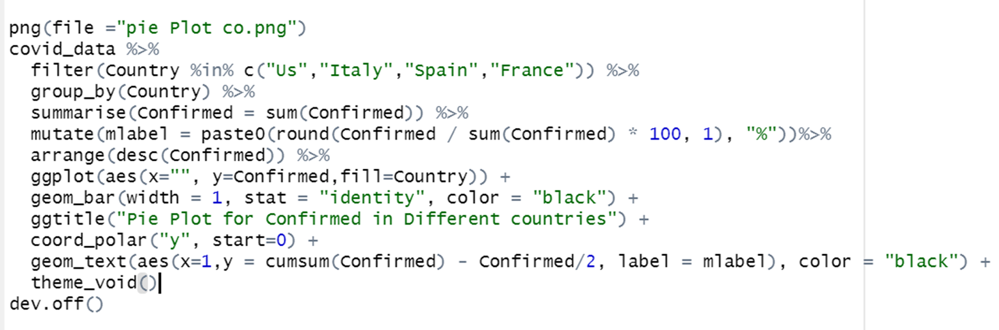 png(file ="pie Plot co.png")
covid_data %>%
  filter(Country %in% c("Us","Italy","Spain","France")) %>%
  group_by(Country) %>%
  summarise(Confirmed = sum(Confirmed)) %>%
  mutate(mlabel = paste0(round(Confirmed / sum(Confirmed) * 100, 1), "%"))%>%
  arrange(desc(Confirmed)) %>%
  ggplot(aes(x="", y=Confirmed,fill=Country)) +
  geom_bar(width = 1, stat = "identity", color = "black") +
  ggtitle("Pie Plot for Confirmed in Different countries") +
  coord_polar("y", start=0) +
  geom_text(aes(x=1,y = cumsum(Confirmed) - Confirmed/2, label = mlabel), color = "black") +
  theme_void()
dev.off()